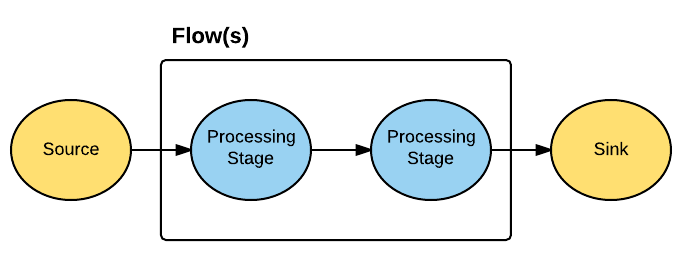 Flow(s)
Source
Processing
Stage
Processing
Stage
Sink